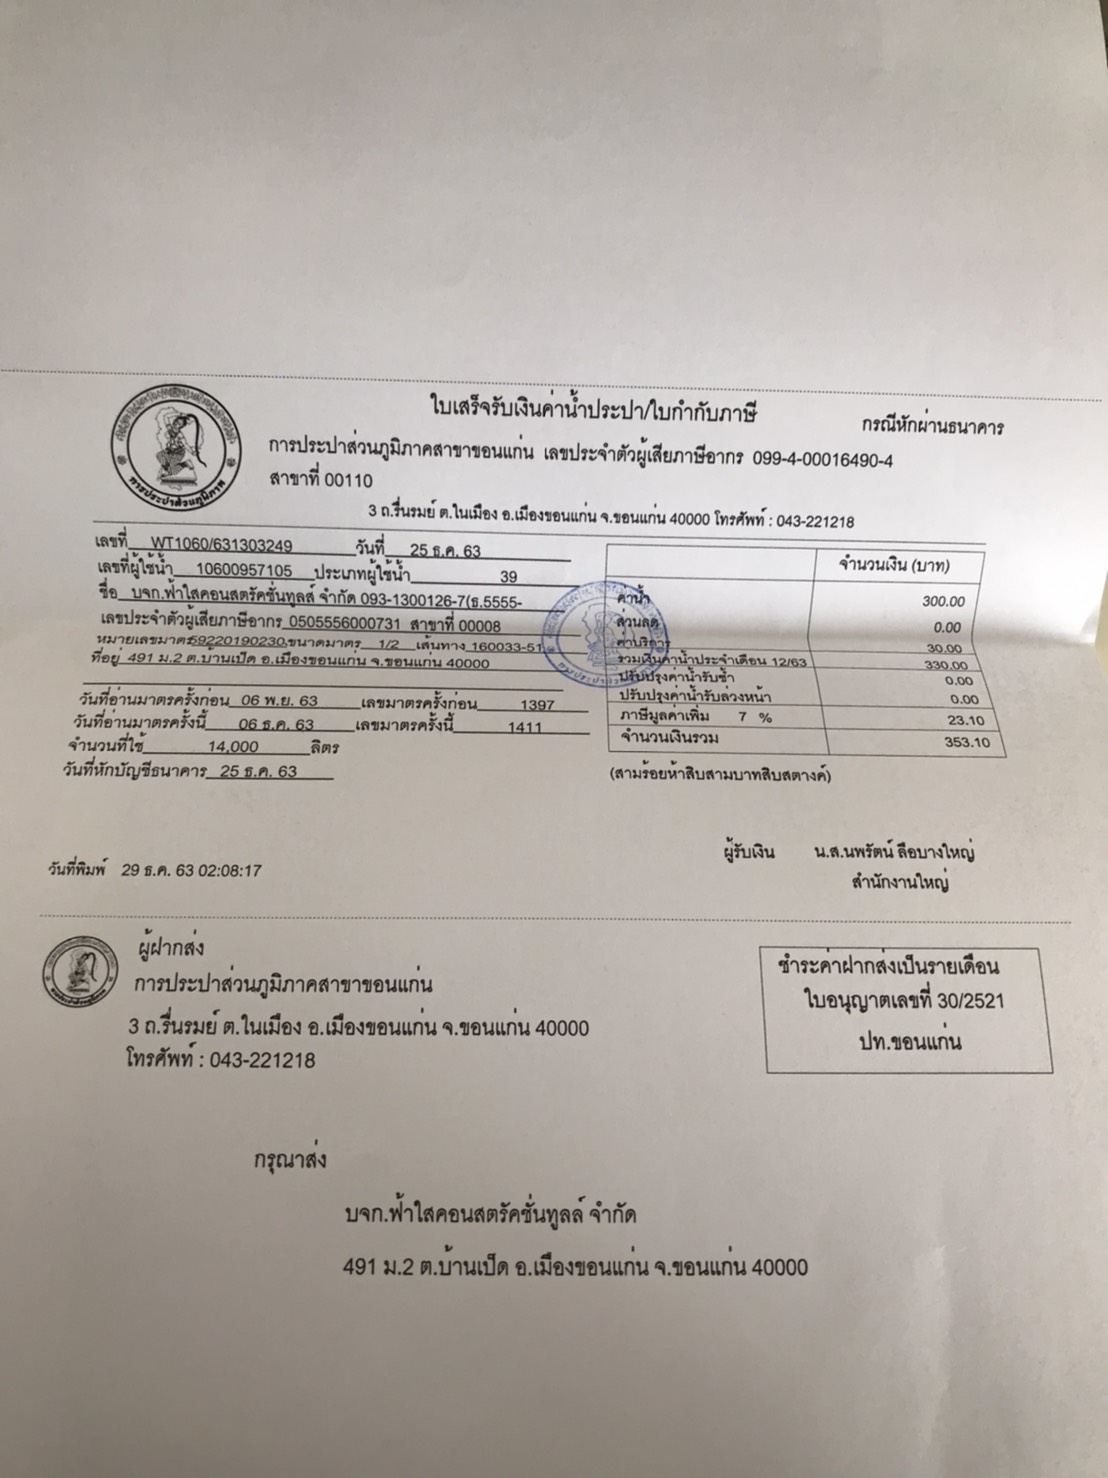 ใบเสร็จรับเงินค่าน้ำประปา/ใบกำกับภาษี
กรณีหักผ่านธนาคาร
การประปาส่วนภูมิภาคสาขาขอนแก่น เลขประจำตัวผู้เสียภาษีอากร 099-4-00016490-4
สาขาที่ 00110
3 ถ.รื่นรมย์ ต.ในเมือง อ.เมืองขอนแก่น จ.ขอนแก่น 40000 โทรศัพท์ : 043-221218
เลขที่ WT1060/631303249 วันที่ 25 ธ.ค. 63
เลขที่ผู้ใช้น้ำ 10600957105 ประเภทผู้ใช้น้ำ 39
ชื่อ บจก.ฟ้าใสคอนสตรัคชั่นทูลส์ จำกัด 093-1300126-7(ธ.5555-
เลขประจำตัวผู้เสียภาษีอากร 0505556000731 สาขาที่ 00008
หมายเลขมาตร 59220190230 ขนาดมาตร 1/2 เส้นทาง 160033-51
ที่อยู่ 491 ม.2 ต.บ้านเป็ด อ.เมืองขอนแก่น จ.ขอนแก่น 40000
วันที่อ่านมาตรครั้งก่อน 06 พ.ย. 63 เลขมาตรครั้งก่อน 1397
วันที่อ่านมาตรครั้งนี้ 06 ธ.ค. 63 เลขมาตรครั้งนี้ 1411
จำนวนที่ใช้ 14,000 ลิตร
วันที่หักบัญชีธนาคาร 25 ธ.ค. 63
จำนวนเงิน (บาท)
ค่าน้ำ 300.00
ส่วนลด 0.00
ค่าบริการ 30.00
รวมเงินค่าน้ำประจำเดือน 12/63 330.00
ปรับปรุงค่าน้ำรับซ้ำ 0.00
ปรับปรุงค่าน้ำรับล่วงหน้า 0.00
ภาษีมูลค่าเพิ่ม 7 % 23.10
จำนวนเงินรวม 353.10
(สามร้อยห้าสิบสามบาทสิบสตางค์)
ผู้รับเงิน น.ส.นพรัตน์ ลือบางใหญ่
สำนักงานใหญ่
วันที่พิมพ์ 29 ธ.ค. 63 02:08:17
ผู้ฝากส่ง
การประปาส่วนภูมิภาคสาขาขอนแก่น
3 ถ.รื่นรมย์ ต.ในเมือง อ.เมืองขอนแก่น จ.ขอนแก่น 40000
โทรศัพท์ : 043-221218
ชำระค่าฝากส่งเป็นรายเดือน
ใบอนุญาตเลขที่ 30/2521
ปท.ขอนแก่น
กรุณาส่ง
บจก.ฟ้าใสคอนสตรัคชั่นทูลส์ จำกัด
491 ม.2 ต.บ้านเป็ด อ.เมืองขอนแก่น จ.ขอนแก่น 40000